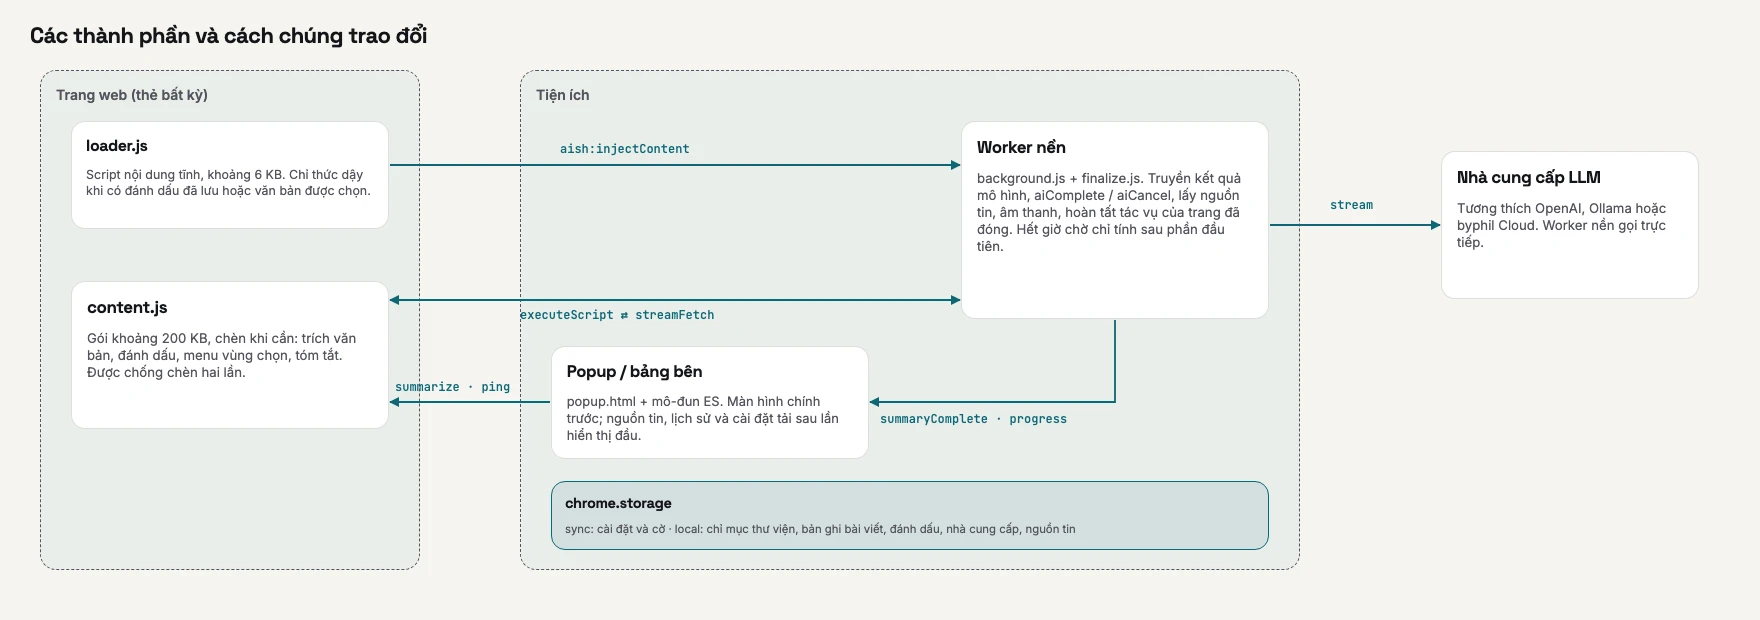 Các thành phần và cách chúng trao đổi
Trang web (thẻ bất kỳ)
loader.js
Script nội dung tĩnh, khoảng 6 KB. Chỉ thức dậy
khi có đánh dấu đã lưu hoặc văn bản được chọn.
content.js
Gói khoảng 200 KB, chèn khi cần: trích văn
bản, đánh dấu, menu vùng chọn, tóm tắt.
Được chống chèn hai lần.
Tiện ích
aish:injectContent
executeScript ⇄ streamFetch
summarize · ping
Worker nền
background.js + finalize.js. Truyền kết quả
mô hình, aiComplete / aiCancel, lấy nguồn
tin, âm thanh, hoàn tất tác vụ của trang đã
đóng. Hết giờ chờ chỉ tính sau phần đầu
tiên.
Popup / bảng bên
popup.html + mô-đun ES. Màn hình chính
trước; nguồn tin, lịch sử và cài đặt tải sau lần
hiển thị đầu.
summaryComplete · progress
chrome.storage
sync: cài đặt và cờ · local: chỉ mục thư viện, bản ghi bài viết, đánh dấu, nhà cung cấp, nguồn tin
stream
Nhà cung cấp LLM
Tương thích OpenAI, Ollama hoặc
byphil Cloud. Worker nền gọi trực
tiếp.